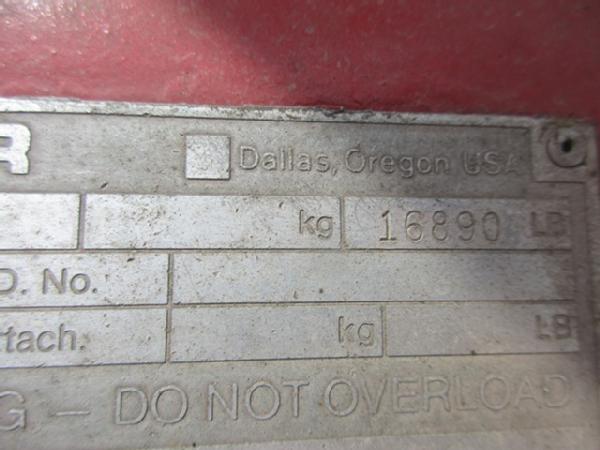 R Dallas, Oregon USA
kg 16890 LB
D. No.
ttach. kg LB
G – DO NOT OVERLOAD